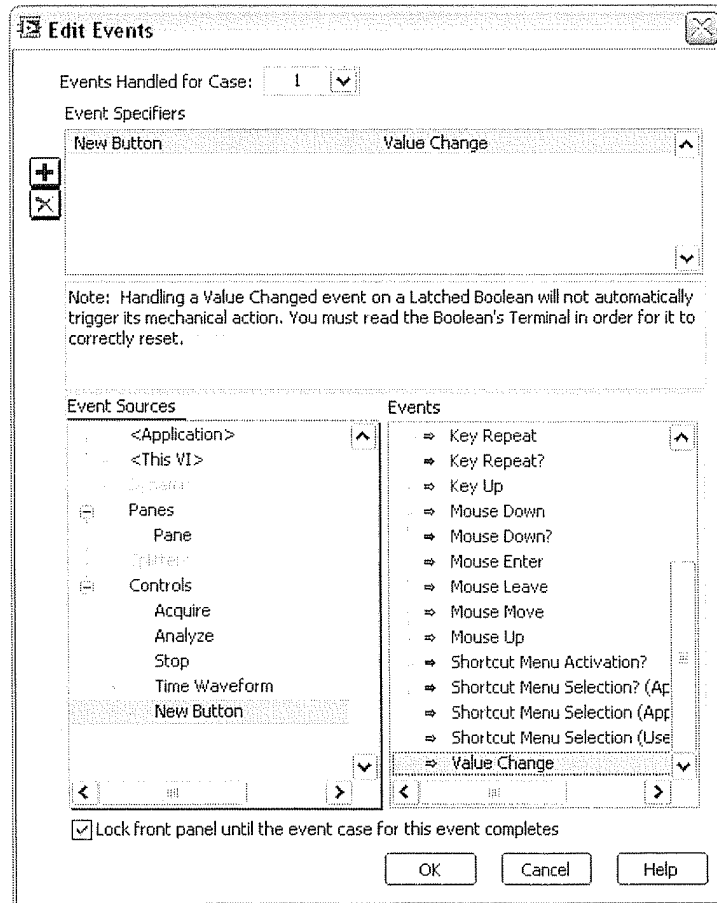 Edit Events
Events Handled for Case: 1
Event Specifiers
New Button Value Change
Note: Handling a Value Changed event on a Latched Boolean will not automatically
trigger its mechanical action. You must read the Boolean's Terminal in order for it to
correctly reset.
Event Sources
<Application>
<This VI>
Dynamic
Panes
Pane
Splitters
Controls
Acquire
Analyze
Stop
Time Waveform
New Button
Events
Key Repeat
Key Repeat?
Key Up
Mouse Down
Mouse Down?
Mouse Enter
Mouse Leave
Mouse Move
Mouse Up
Shortcut Menu Activation?
Shortcut Menu Selection? (Ap
Shortcut Menu Selection (App
Shortcut Menu Selection (Use
Value Change
Lock front panel until the event case for this event completes
OK Cancel Help